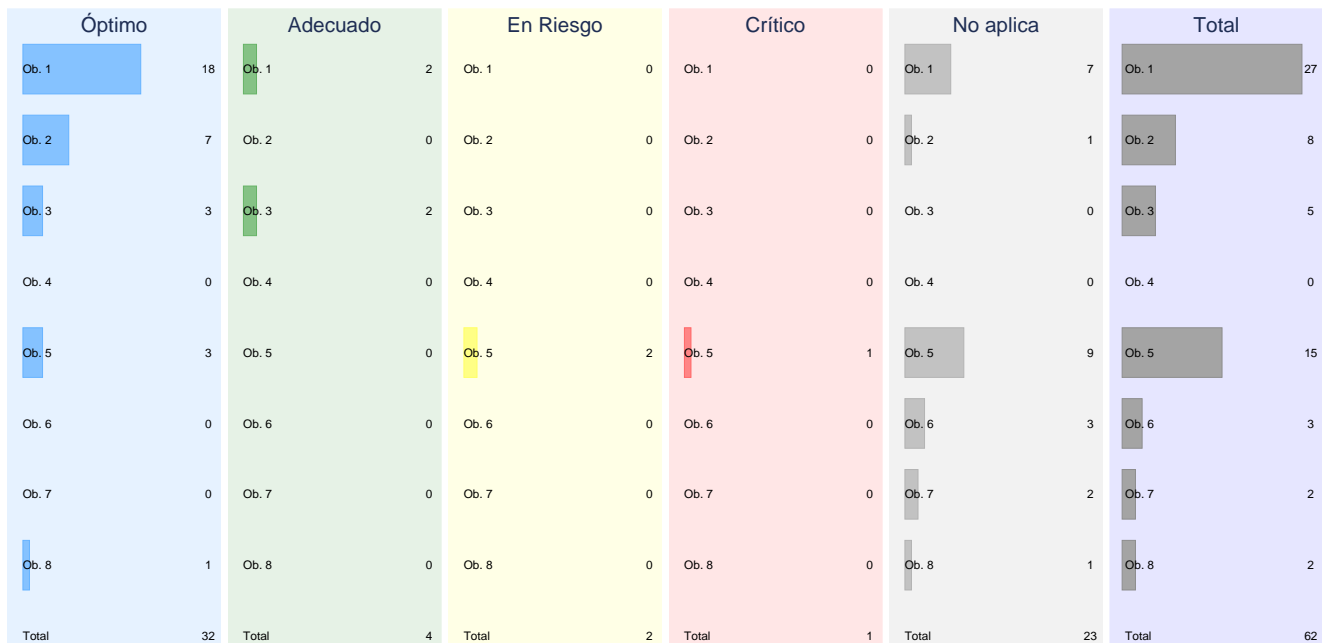 Óptimo Adecuado En Riesgo Crítico No aplica Total
Ob. 1 18 Ob. 1 2 Ob. 1 0 Ob. 1 0 Ob. 1 7 Ob. 1 27
Ob. 2 7 Ob. 2 0 Ob. 2 0 Ob. 2 0 Ob. 2 1 Ob. 2 8
Ob. 3 3 Ob. 3 2 Ob. 3 0 Ob. 3 0 Ob. 3 0 Ob. 3 5
Ob. 4 0 Ob. 4 0 Ob. 4 0 Ob. 4 0 Ob. 4 0 Ob. 4 0
Ob. 5 3 Ob. 5 0 Ob. 5 2 Ob. 5 1 Ob. 5 9 Ob. 5 15
Ob. 6 0 Ob. 6 0 Ob. 6 0 Ob. 6 0 Ob. 6 3 Ob. 6 3
Ob. 7 0 Ob. 7 0 Ob. 7 0 Ob. 7 0 Ob. 7 2 Ob. 7 2
Ob. 8 1 Ob. 8 0 Ob. 8 0 Ob. 8 0 Ob. 8 1 Ob. 8 2
Total 32 Total 4 Total 2 Total 1 Total 23 Total 62